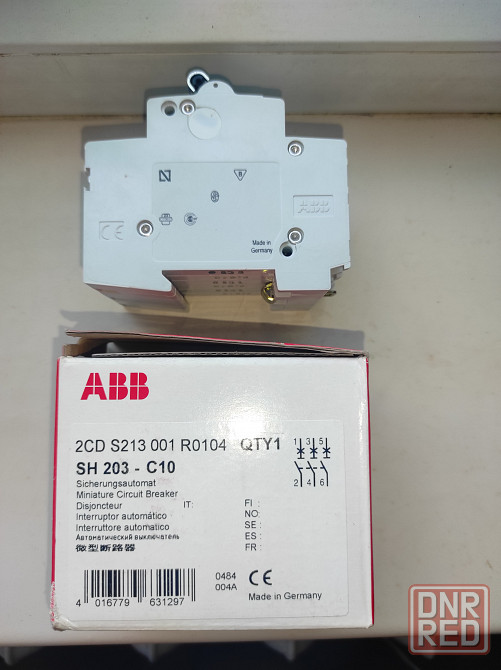 ABB
CE
Made in
Germany
ABB
2CD S213 001 R0104 QTY1
SH 203 - C10
1 3 5
2 4 6
Sicherungsautomat
Miniature Circuit Breaker
Disjoncteur IT: FI :
Interruptor automático NO:
Interruttore automatico SE :
Автоматический выключатель ES :
微型断路器 FR :
0484
004A
CE
4 016779 631297
Made in Germany
DNR
RED